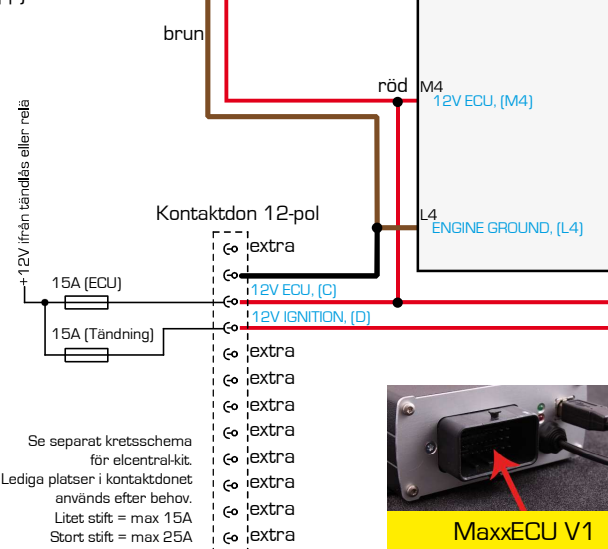 brun
röd
M4
12V ECU, (M4)
+12V ifrån tändlås eller relä
Kontaktdon 12-pol
L4
ENGINE GROUND, (L4)
extra
15A (ECU)
12V ECU, (C)
12V IGNITION, (D)
15A (Tändning)
extra
extra
extra
extra
Se separat kretsschema
för elcentral-kit.
extra
Lediga platser i kontaktdonet
extra
används efter behov.
Litet stift = max 15A
extra
Stort stift = max 25A
extra
MaxxECU V1